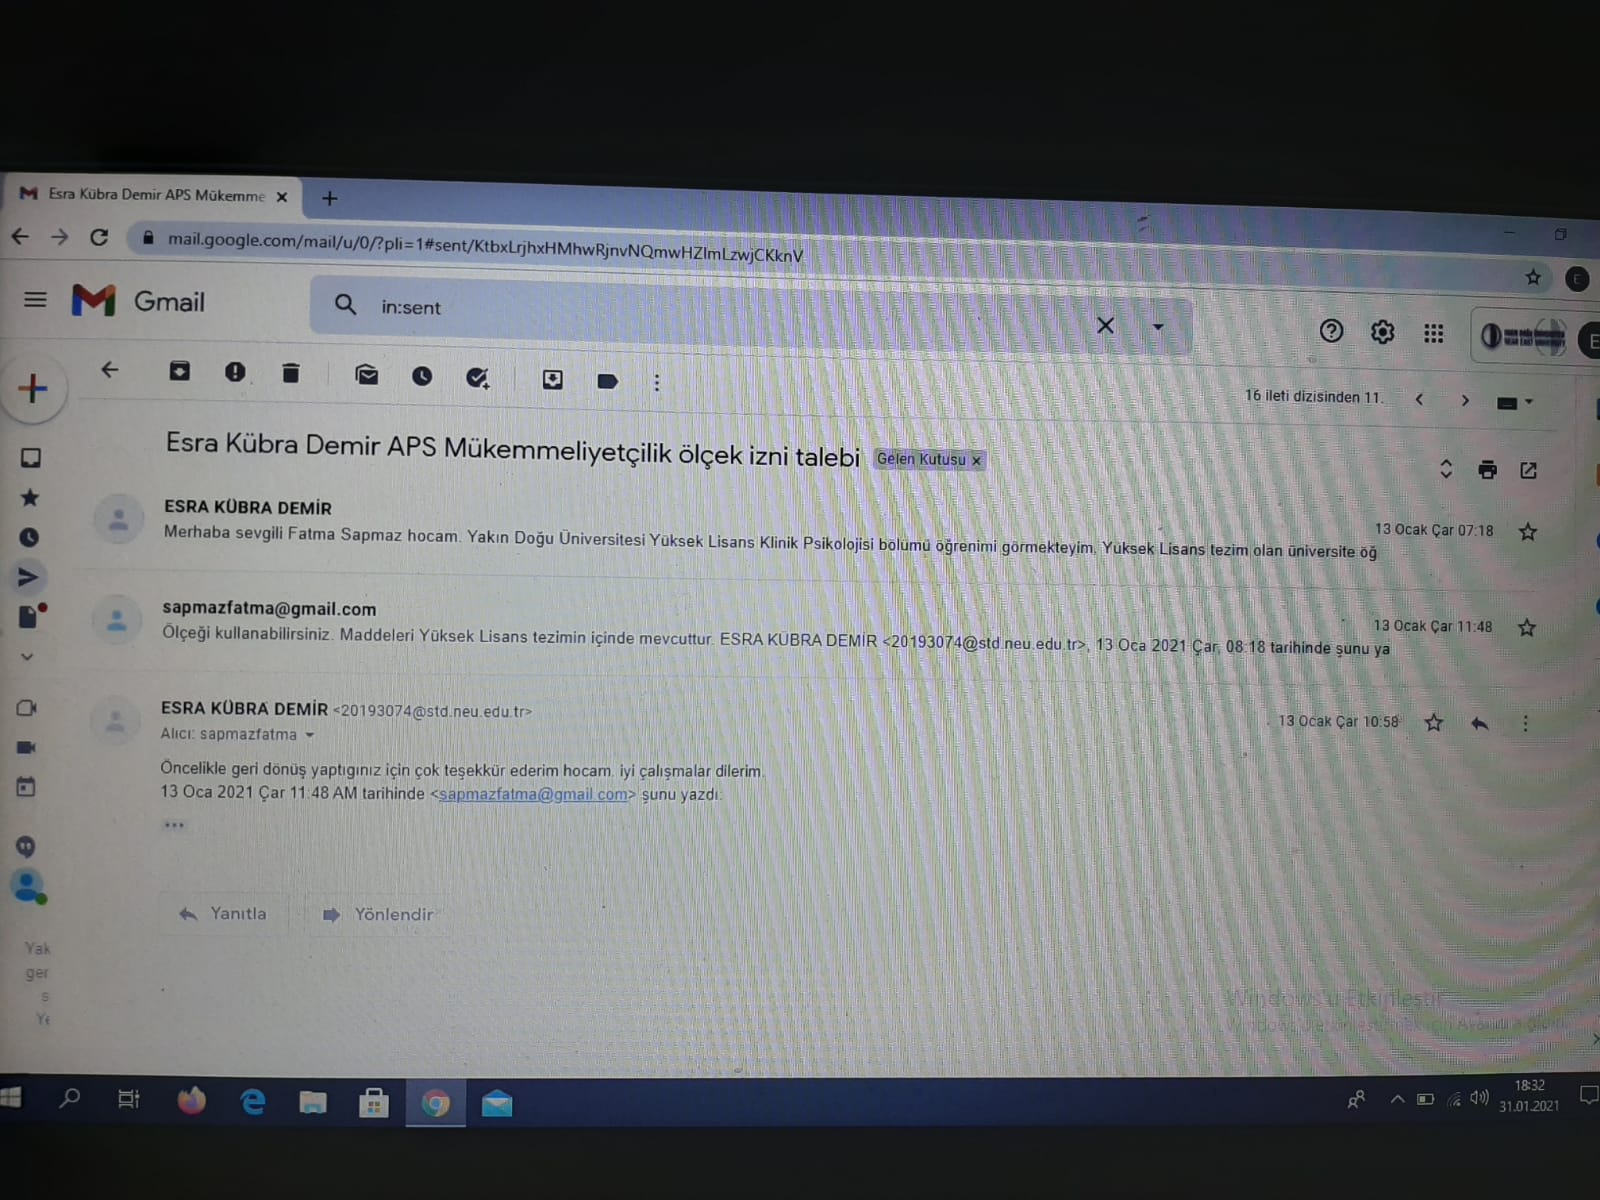 Esra Kübra Demir APS Mükemme
mail.google.com/mail/u/0/?pli=1#sent/KtbxLrjhxHMhwRjnvNQmwHZlmLzwjCKknV
E
Gmail
in:sent
E
16 ileti dizisinden 11.
Esra Kübra Demir APS Mükemmeliyetçilik ölçek izni talebi Gelen Kutusu x
ESRA KÜBRA DEMİR
13 Ocak Çar 07:18
Merhaba sevgili Fatma Sapmaz hocam. Yakın Doğu Üniversitesi Yüksek Lisans Klinik Psikolojisi bölümü öğrenimi görmekteyim, Yüksek Lisans tezim olan üniversite öğ
sapmazfatma@gmail.com
13 Ocak Çar 11:48
Ölçeği kullanabilirsiniz. Maddeleri Yüksek Lisans tezimin içinde mevcuttur. ESRA KÜBRA DEMİR <20193074@std.neu.edu.tr>, 13 Oca 2021 Çar, 08:18 tarihinde şunu ya
ESRA KÜBRA DEMİR <20193074@std.neu.edu.tr>
13 Ocak Çar 10:58
Alıcı: sapmazfatma
Öncelikle geri dönüş yaptıgınız için çok teşekkür ederim hocam. iyi çalışmalar dilerim.
13 Oca 2021 Çar 11:48 AM tarihinde <sapmazfatma@gmail.com> şunu yazdı:
Yanıtla
Yönlendir
Yak
ger
s
Ye
Windows'u Etkinleştir
18:32
31.01.2021